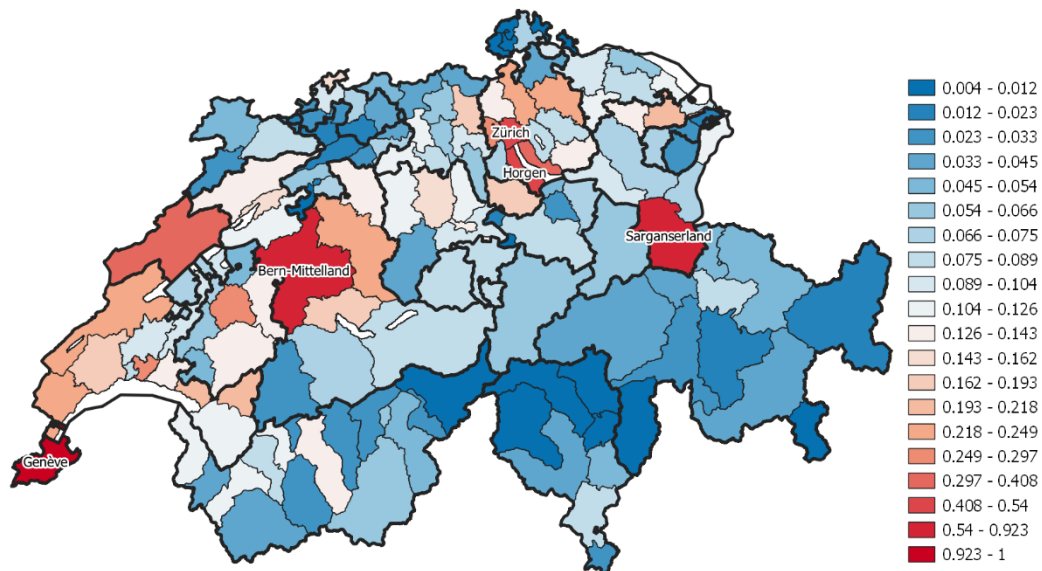 Zürich
Horgen
Sarganserland
Bern-Mittelland
Genève
0.004 - 0.012
0.012 - 0.023
0.023 - 0.033
0.033 - 0.045
0.045 - 0.054
0.054 - 0.066
0.066 - 0.075
0.075 - 0.089
0.089 - 0.104
0.104 - 0.126
0.126 - 0.143
0.143 - 0.162
0.162 - 0.193
0.193 - 0.218
0.218 - 0.249
0.249 - 0.297
0.297 - 0.408
0.408 - 0.54
0.54 - 0.923
0.923 - 1